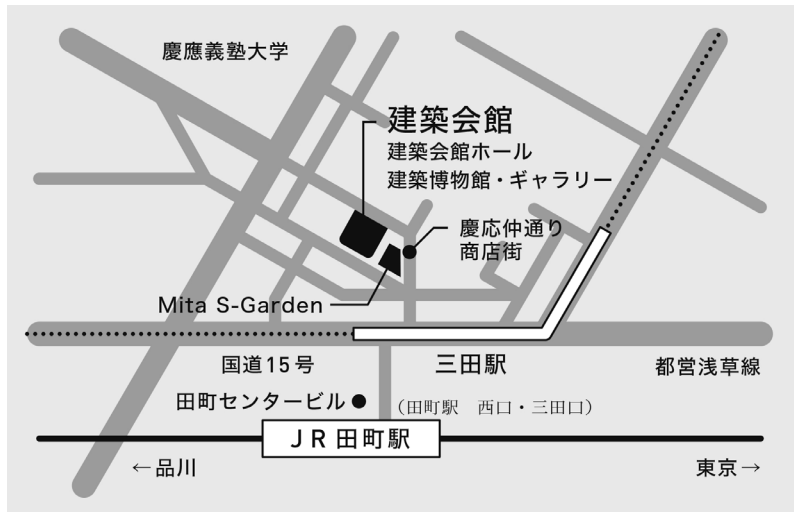 慶應義塾大学
建築会館
建築会館ホール
建築博物館・ギャラリー
慶応仲通り
商店街
Mita S-Garden
国道15号
三田駅
都営浅草線
田町センタービル
（田町駅　西口・三田口）
JR田町駅
←品川
東京→